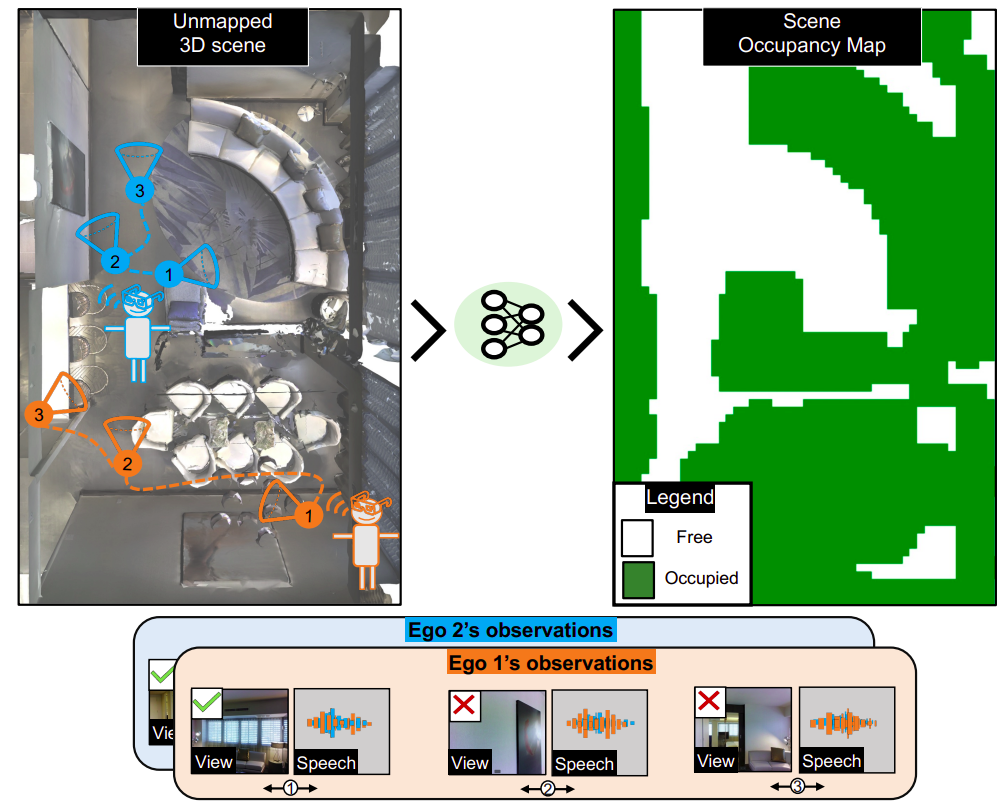 Unmapped
3D scene
Scene
Occupancy Map
3
2
1
3
2
1
Legend
Free
Occupied
Ego 2's observations
Vie
Ego 1's observations
View
Speech
View
Speech
View
Speech
1
2
3